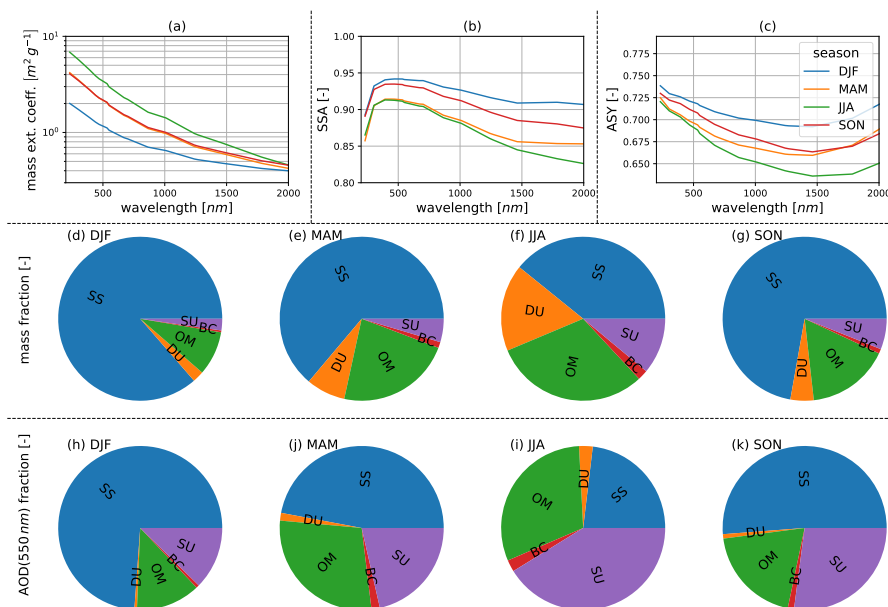 (a)
(b)
(c)
mass ext. coeff. [m² g⁻¹]
10¹
10⁰
500
1000
1500
2000
wavelength [nm]
SSA [-]
1.00
0.95
0.90
0.85
0.80
500
1000
1500
2000
wavelength [nm]
ASY [-]
0.775
0.750
0.725
0.700
0.675
0.650
500
1000
1500
2000
wavelength [nm]
season
DJF
MAM
JJA
SON
mass fraction [-]
(d) DJF
SS
DU
OM
BC
SU
(e) MAM
SS
DU
OM
BC
SU
(f) JJA
SS
DU
OM
BC
SU
(g) SON
SS
DU
OM
BC
SU
AOD(550 nm) fraction [-]
(h) DJF
SS
DU
OM
BC
SU
(j) MAM
SS
DU
OM
BC
SU
(i) JJA
SS
DU
OM
BC
SU
(k) SON
SS
DU
OM
BC
SU